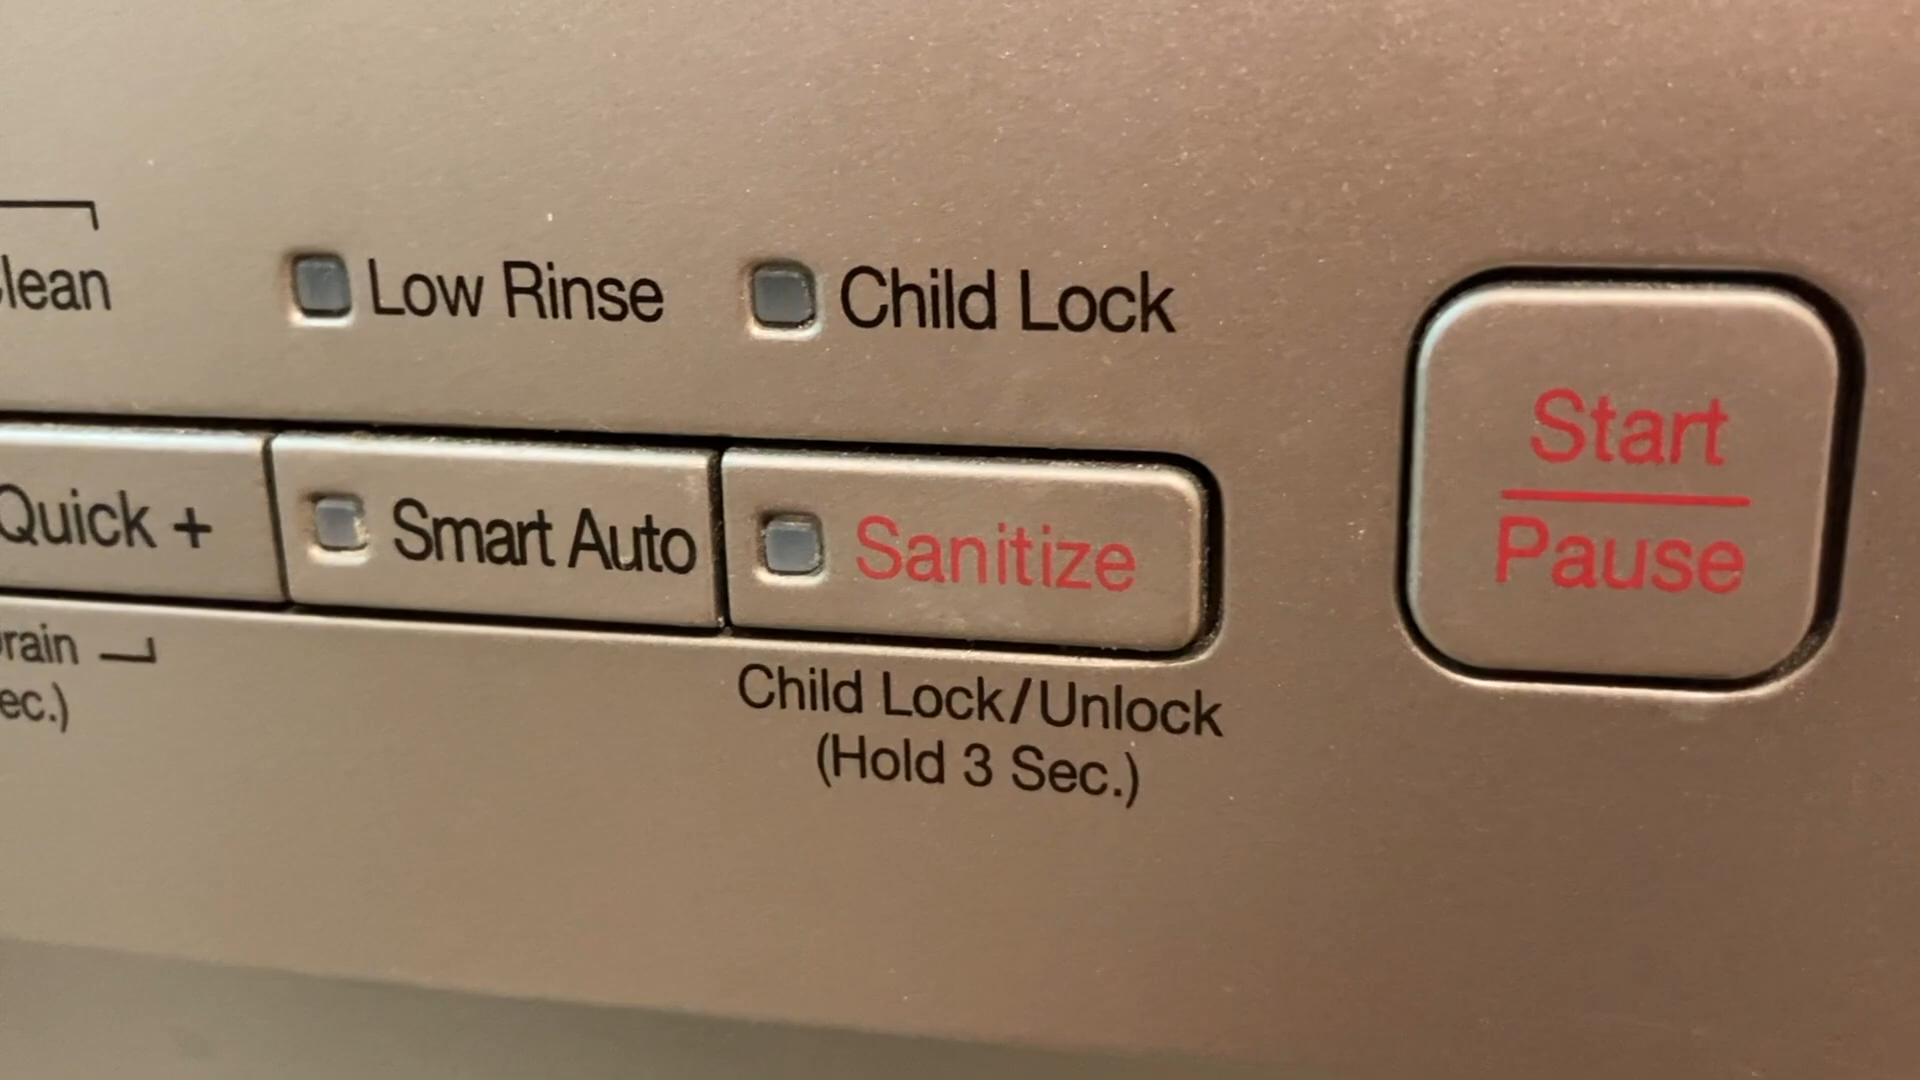 Low Rinse
Child Lock
Quick +
Smart Auto
Sanitize
Start
Pause
Child Lock/Unlock
(Hold 3 Sec.)